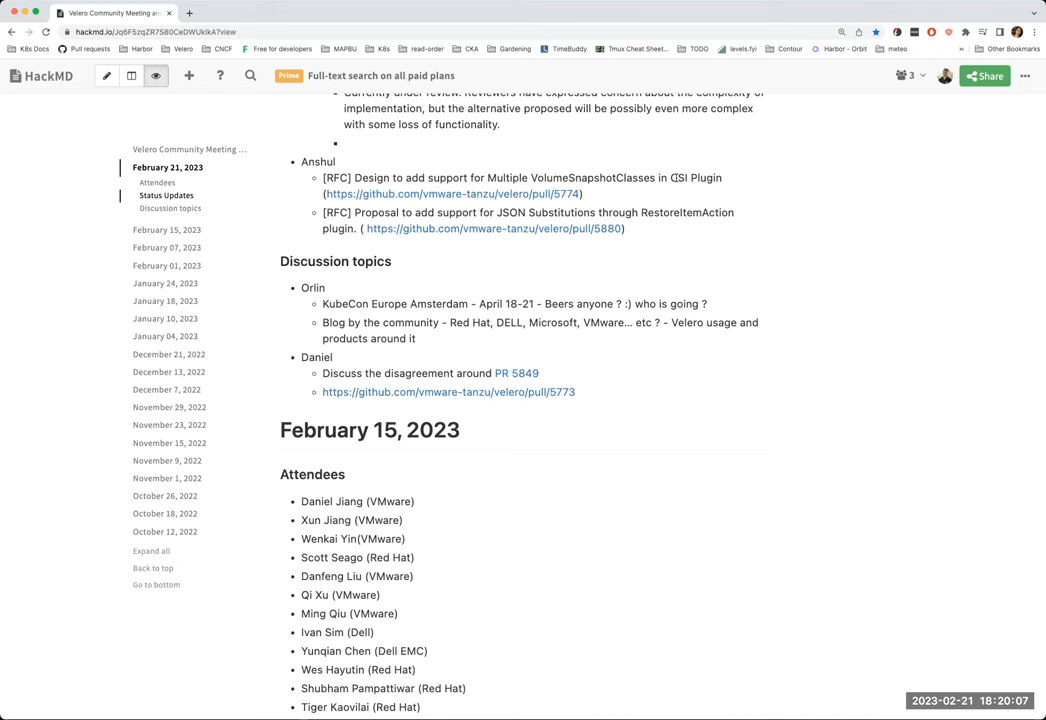 Velero Community Meeting an
hackmd.io/Jq6F5zqZR7S80CeDWUklkA?view
K8s Docs Pull requests Harbor Velero CNCF Free for developers MAPBU K8s read-order CKA Gardening TimeBuddy Tmux Cheat Sheet... TODO levels.fyi Contour Harbor - Orbit meteo » Other Bookmarks
HackMD Prime Full-text search on all paid plans 3 Share
Currently under review. Reviewers have expressed concern about the complexity of
implementation, but the alternative proposed will be possibly even more complex
with some loss of functionality.
Velero Community Meeting ...
February 21, 2023
Attendees
Status Updates
Discussion topics
February 15, 2023
February 07, 2023
February 01, 2023
January 24, 2023
January 18, 2023
January 10, 2023
January 04, 2023
December 21, 2022
December 13, 2022
December 7, 2022
November 29, 2022
November 23, 2022
November 15, 2022
November 9, 2022
November 1, 2022
October 26, 2022
October 18, 2022
October 12, 2022
Expand all
Back to top
Go to bottom
Anshul
[RFC] Design to add support for Multiple VolumeSnapshotClasses in CSI Plugin
(https://github.com/vmware-tanzu/velero/pull/5774)
[RFC] Proposal to add support for JSON Substitutions through RestoreItemAction
plugin. ( https://github.com/vmware-tanzu/velero/pull/5880)
Discussion topics
Orlin
KubeCon Europe Amsterdam - April 18-21 - Beers anyone ? :) who is going ?
Blog by the community - Red Hat, DELL, Microsoft, VMware... etc ? - Velero usage and
products around it
Daniel
Discuss the disagreement around PR 5849
https://github.com/vmware-tanzu/velero/pull/5773
February 15, 2023
Attendees
Daniel Jiang (VMware)
Xun Jiang (VMware)
Wenkai Yin(VMware)
Scott Seago (Red Hat)
Danfeng Liu (VMware)
Qi Xu (VMware)
Ming Qiu (VMware)
Ivan Sim (Dell)
Yunqian Chen (Dell EMC)
Wes Hayutin (Red Hat)
Shubham Pampattiwar (Red Hat)
Tiger Kaovilai (Red Hat)
2023-02-21 18:20:07